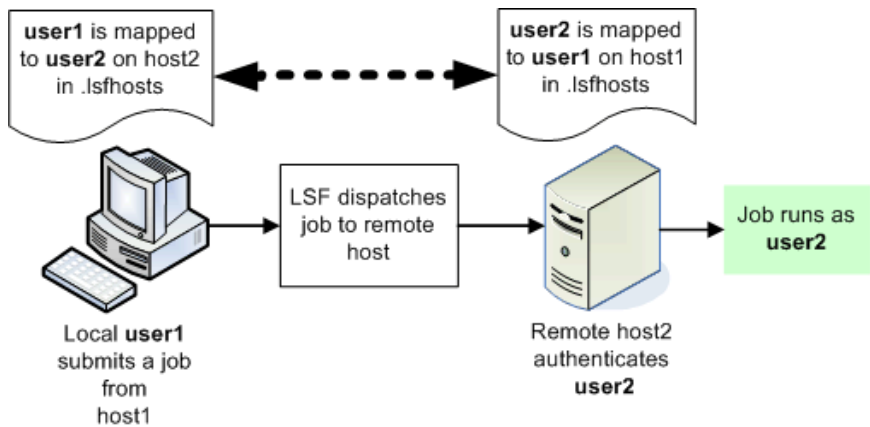 user1 is mapped
to user2 on host2
in .lsfhosts
user2 is mapped
to user1 on host1
in .lsfhosts
LSF dispatches
job to remote
host
Job runs as
user2
Local user1
submits a job
from
host1
Remote host2
authenticates
user2